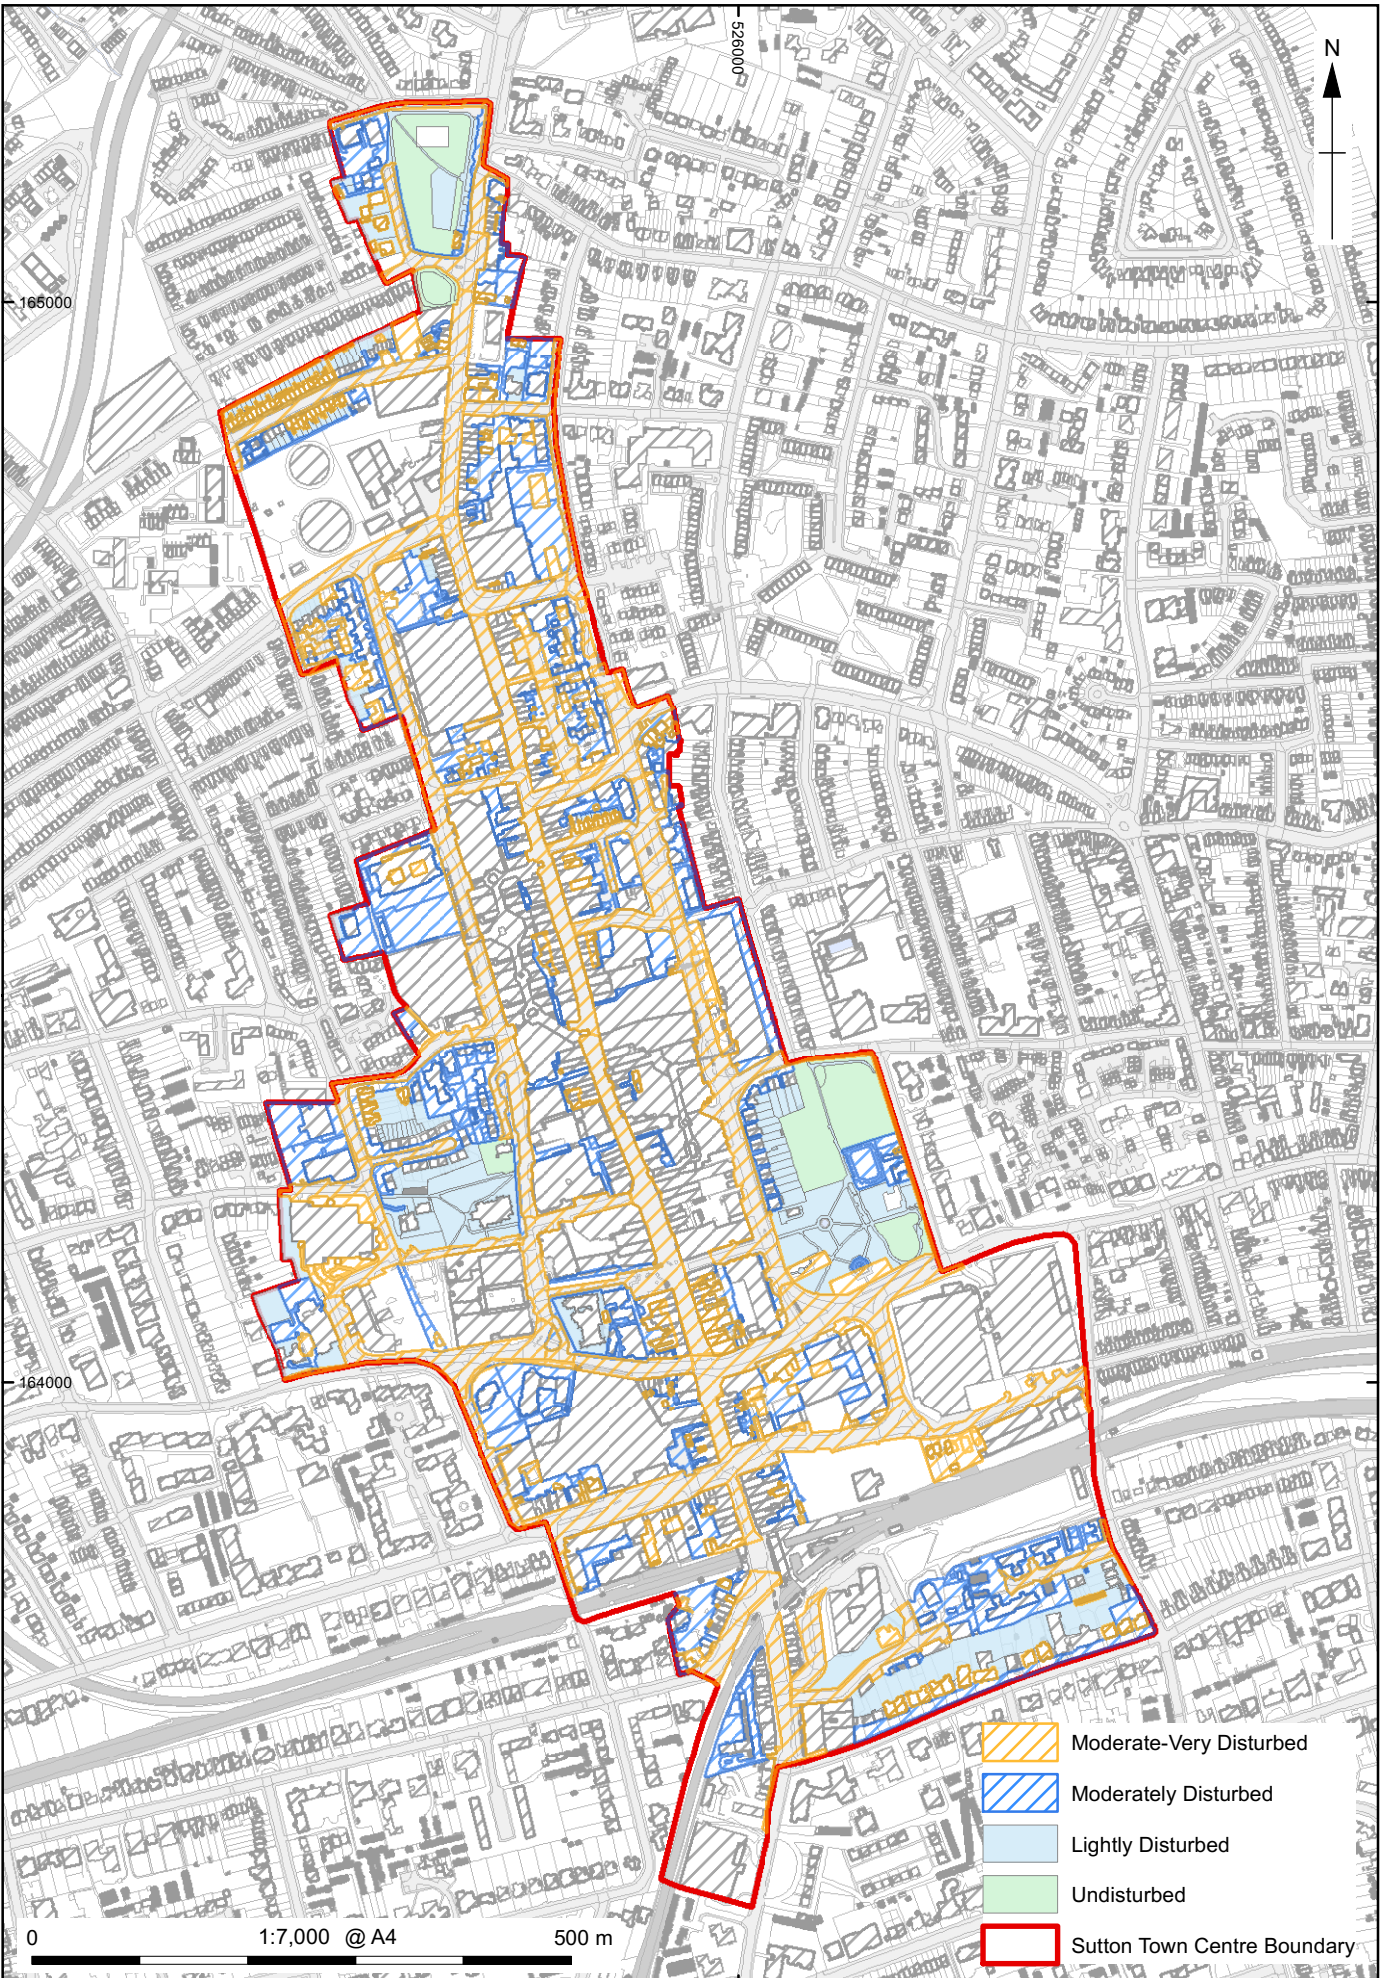 526000
N
165000
164000
Moderate-Very Disturbed
Moderately Disturbed
Lightly Disturbed
Undisturbed
Sutton Town Centre Boundary
0 1:7,000 @ A4 500 m